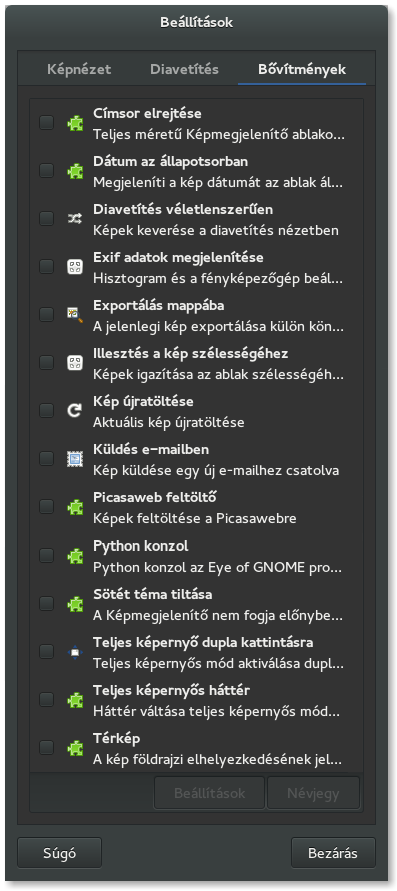 Beállítások
Képnézet Diavetítés Bővítmények
Címsor elrejtése
Teljes méretű Képmegjelenítő ablako...
Dátum az állapotsorban
Megjeleníti a kép dátumát az ablak ál...
Diavetítés véletlenszerűen
Képek keverése a diavetítés nézetben
Exif adatok megjelenítése
Hisztogram és a fényképezőgép beál...
Exportálás mappába
A jelenlegi kép exportálása külön kön...
Illesztés a kép szélességéhez
Képek igazítása az ablak szélességéh...
Kép újratöltése
Aktuális kép újratöltése
Küldés e-mailben
Kép küldése egy új e-mailhez csatolva
Picasaweb feltöltő
Képek feltöltése a Picasawebre
Python konzol
Python konzol az Eye of GNOME pro...
Sötét téma tiltása
A Képmegjelenítő nem fogja előnybe...
Teljes képernyő dupla kattintásra
Teljes képernyős mód aktiválása dupl...
Teljes képernyős háttér
Háttér váltása teljes képernyős mód...
Térkép
A kép földrajzi elhelyezkedésének jel...
Beállítások Névjegy
Súgó Bezárás